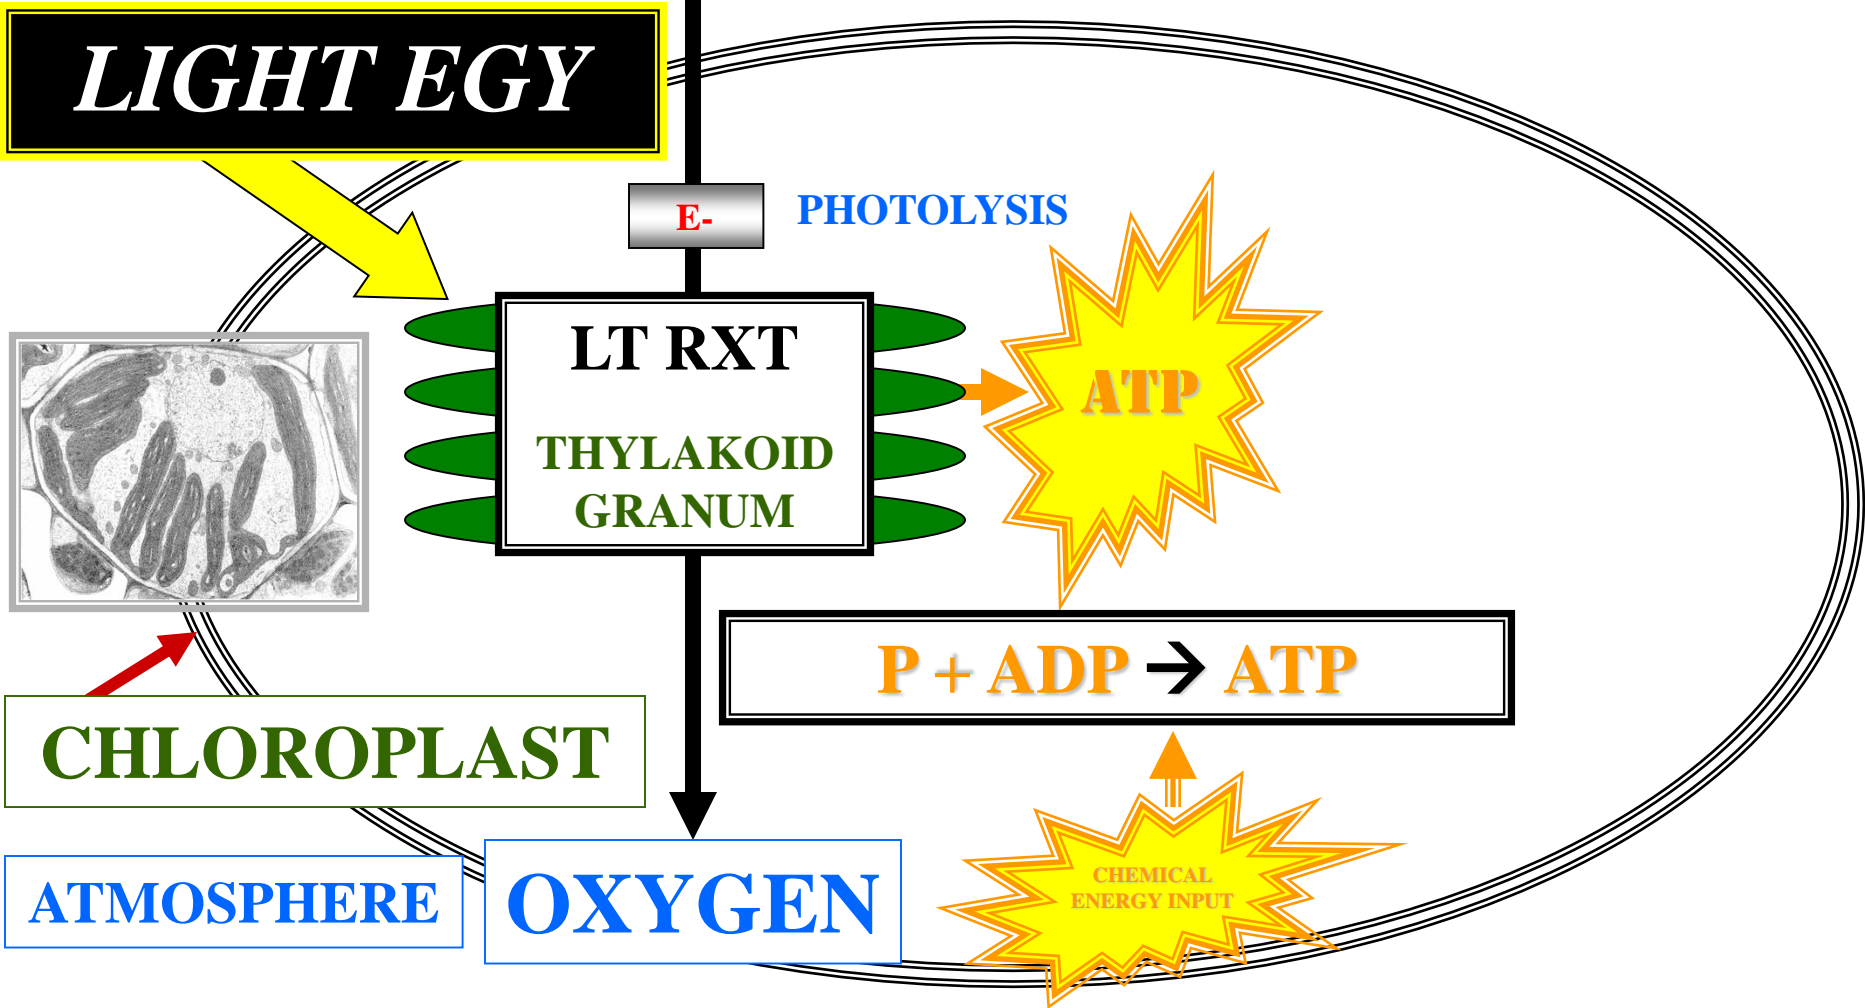 LIGHT EGY
E-
PHOTOLYSIS
LT RXT
THYLAKOID
GRANUM
ATP
P + ADP → ATP
CHLOROPLAST
CHEMICAL
ENERGY INPUT
ATMOSPHERE
OXYGEN